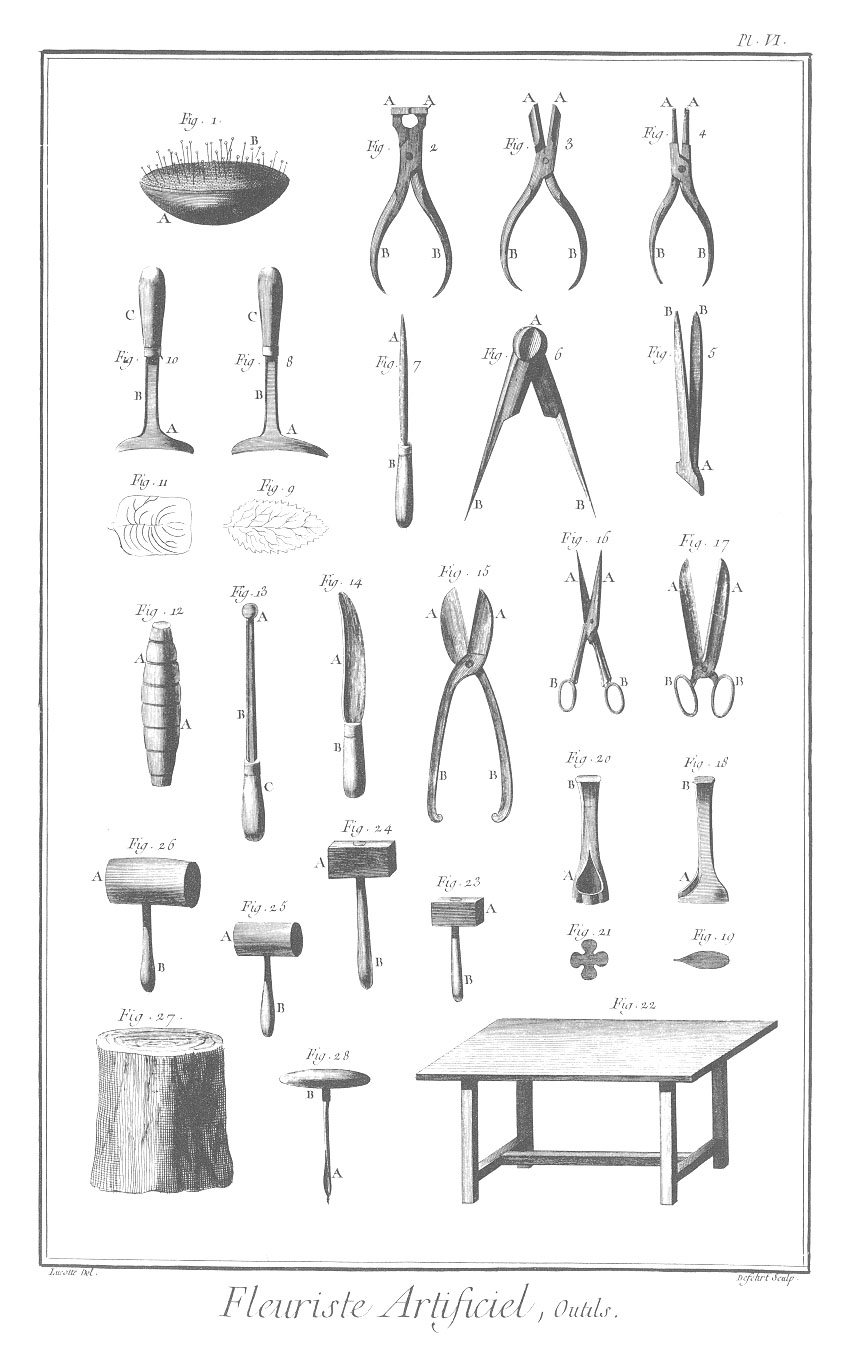 Pl. VI.
Fig. 1.
B
A
A A
Fig. 2
B B
A A
Fig. 3
B B
A A
Fig. 4
B B
C
Fig. 10
B
A
C
Fig. 8
B
A
A
Fig. 7
B
A
Fig. 6
B B
B B
Fig. 5
A
Fig. 11
Fig. 9
Fig. 12
A
A
Fig. 13
A
B
C
Fig. 14
A
B
Fig. 15
A A
B B
Fig. 16
A A
B B
Fig. 17
A A
B B
Fig. 20
B
A
Fig. 18
B
A
Fig. 26
A
B
Fig. 25
A
B
Fig. 24
A
B
Fig. 23
A
B
Fig. 21
Fig. 19
Fig. 27.
Fig. 28
B
A
Fig. 22
Lucotte Del.
Defehrt Sculp.
Fleuriste Artificiel, Outils.